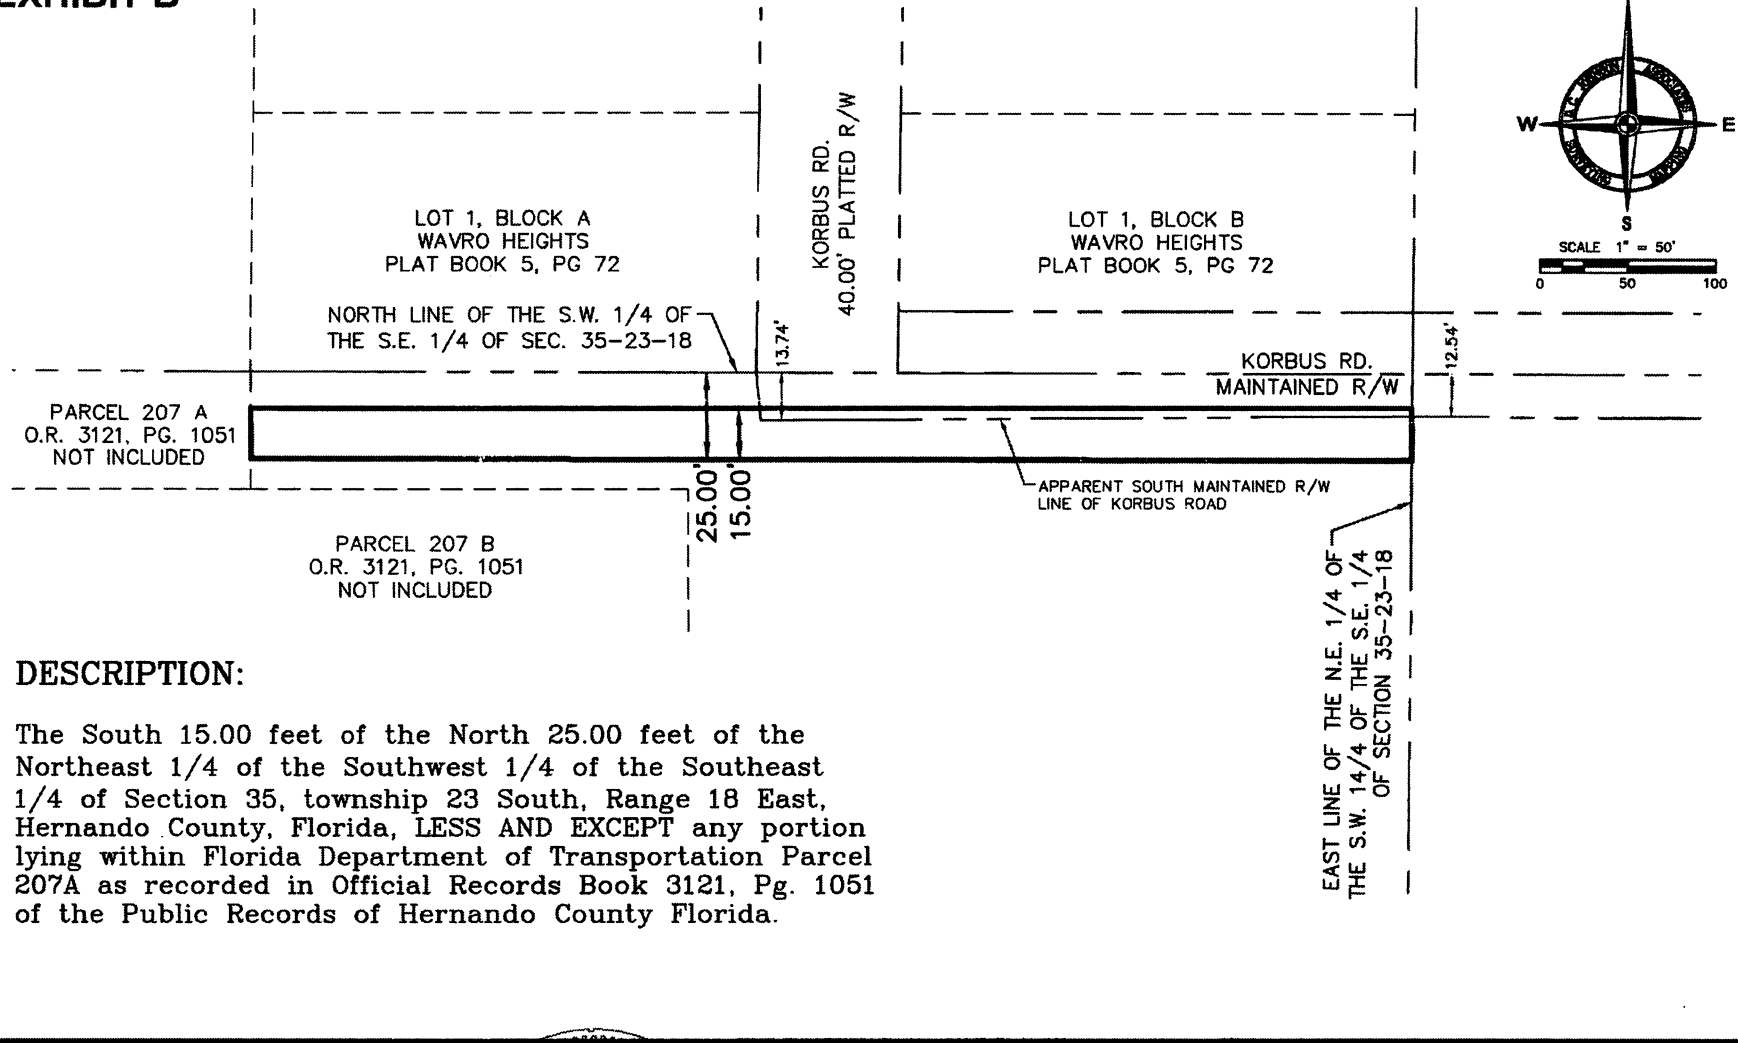 EXHIBIT B
LOT 1, BLOCK A
WAVRO HEIGHTS
PLAT BOOK 5, PG 72
KORBUS RD.
40.00' PLATTED R/W
LOT 1, BLOCK B
WAVRO HEIGHTS
PLAT BOOK 5, PG 72
A.C. JOHNSON
ASSOCIATES
SURVEYING
MAPPING
W
E
S
SCALE 1" = 50'
0 50 100
NORTH LINE OF THE S.W. 1/4 OF
THE S.E. 1/4 OF SEC. 35-23-18
13.74'
12.54'
KORBUS RD.
MAINTAINED R/W
PARCEL 207 A
O.R. 3121, PG. 1051
NOT INCLUDED
25.00'
15.00'
APPARENT SOUTH MAINTAINED R/W
LINE OF KORBUS ROAD
PARCEL 207 B
O.R. 3121, PG. 1051
NOT INCLUDED
EAST LINE OF THE N.E. 1/4 OF
THE S.W. 14/4 OF THE S.E. 1/4
OF SECTION 35-23-18
DESCRIPTION:
The South 15.00 feet of the North 25.00 feet of the
Northeast 1/4 of the Southwest 1/4 of the Southeast
1/4 of Section 35, township 23 South, Range 18 East,
Hernando County, Florida, LESS AND EXCEPT any portion
lying within Florida Department of Transportation Parcel
207A as recorded in Official Records Book 3121, Pg. 1051
of the Public Records of Hernando County Florida.